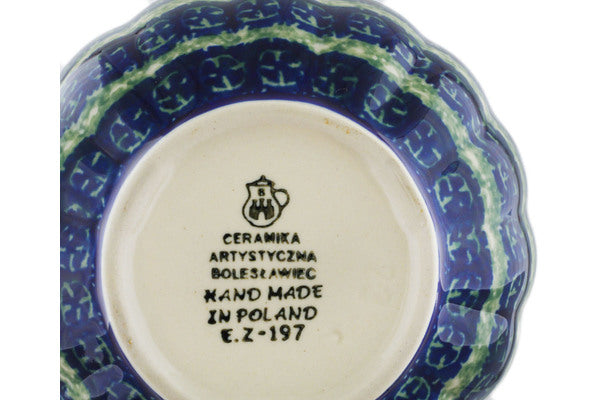 B
CERAMIKA
ARTYSTYCZNA
BOLESŁAWIEC
HAND MADE
IN POLAND
E.Z-197